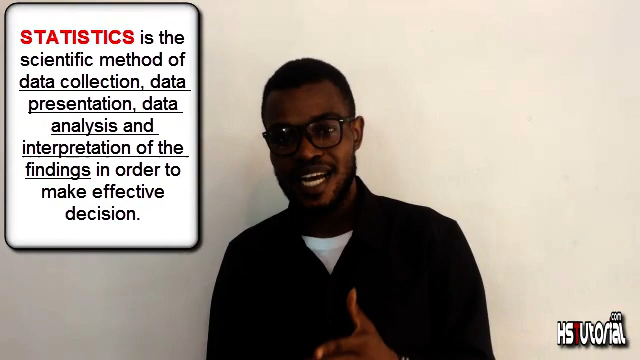 STATISTICS is the
scientific method of
data collection, data
presentation, data
analysis and
interpretation of the
findings in order to
make effective
decision.
.com
HSTutorial